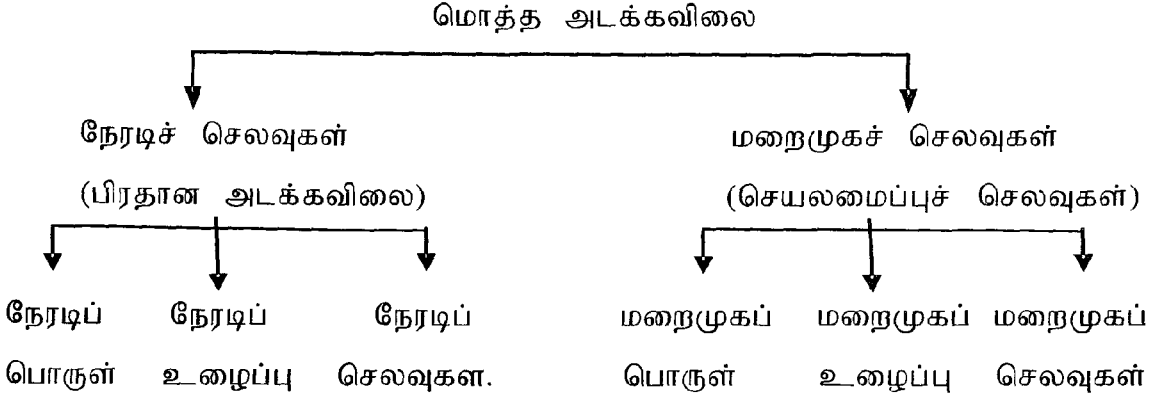 மொத்த அடக்கவிலை
நேரடிச் செலவுகள் மறைமுகச் செலவுகள்
(பிரதான அடக்கவிலை) (செயலமைப்புச் செலவுகள்)
நேரடிப் நேரடிப் நேரடிப் மறைமுகப் மறைமுகப் மறைமுகப்
பொருள் உழைப்பு செலவுகள. பொருள் உழைப்பு செலவுகள்